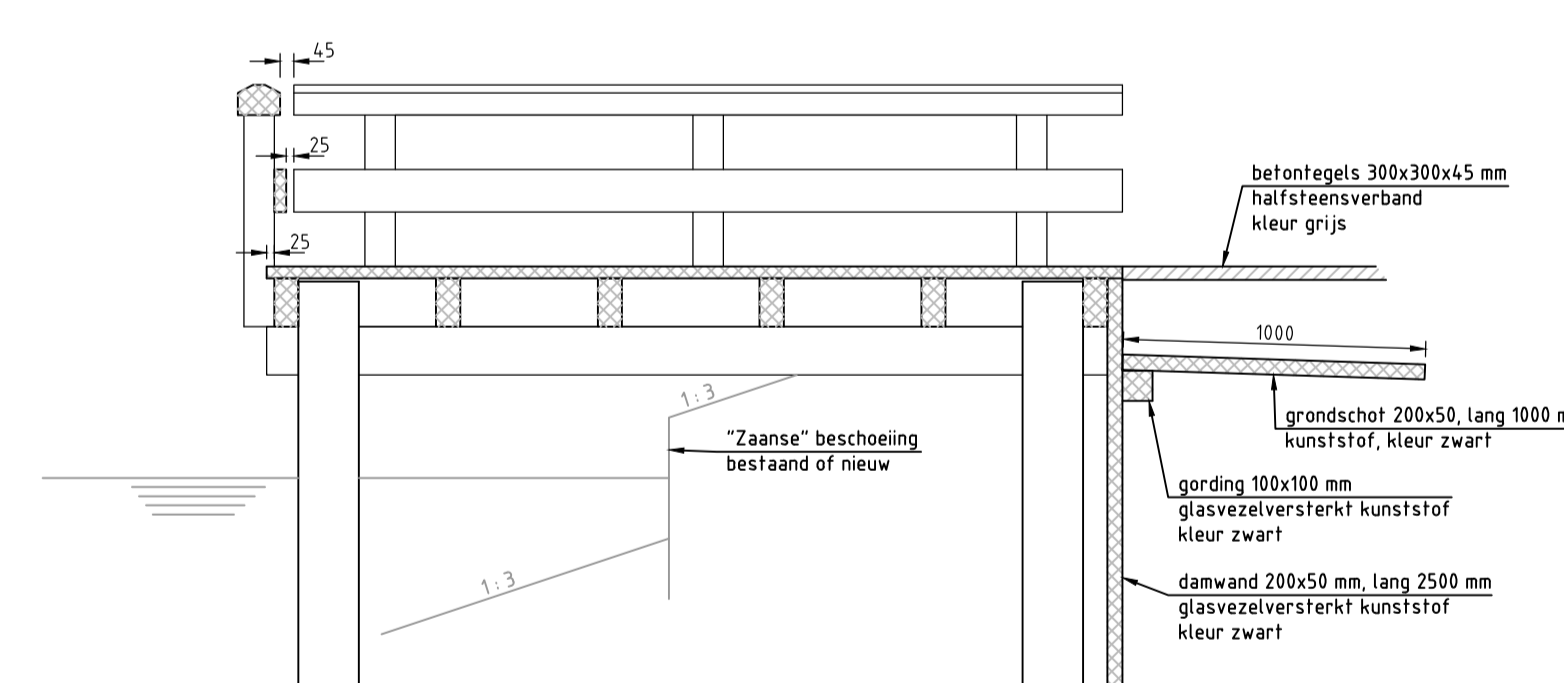 45
25
25
betontegels 300x300x45 mm
halfsteensverband
kleur grijs
1000
1:3
"Zaanse" beschoeiing
bestaand of nieuw
grondschot 200x50, lang 1000
kunststof, kleur zwart
gording 100x100 mm
glasvezelversterkt kunststof
kleur zwart
1:3
damwand 200x50 mm, lang 2500 mm
glasvezelversterkt kunststof
kleur zwart